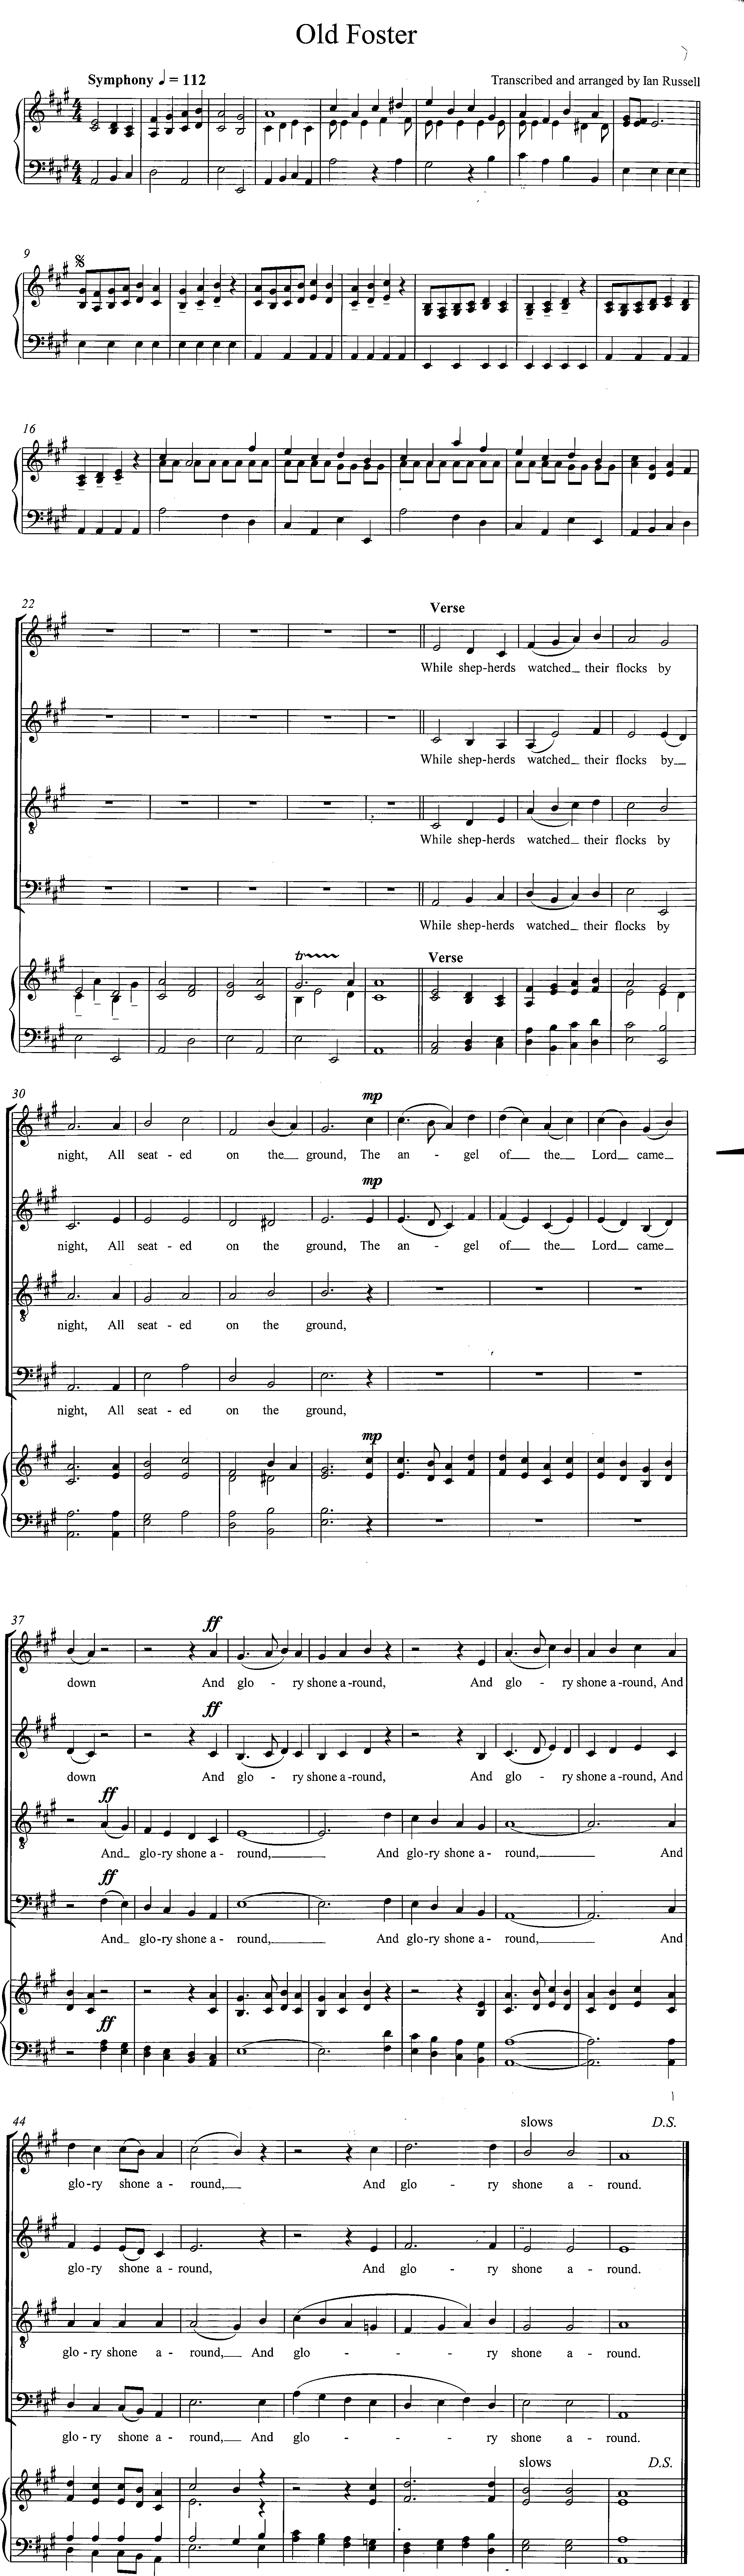 Old Foster
Symphony ♩ = 112
Transcribed and arranged by Ian Russell
9
16
22
Verse
While shep-herds watched_ their flocks by
While shep-herds watched_ their flocks by_
While shep-herds watched_ their flocks by
While shep-herds watched_ their flocks by
tr
Verse
30
mp
night, All seat - ed on the_ ground, The an - gel of_ the_ Lord_ came_
mp
night, All seat - ed on the ground, The an - gel of_ the_ Lord_ came_
night, All seat - ed on the ground,
night, All seat - ed on the ground,
mp
37
ff
down And glo - ry shone a-round, And glo - ry shone a-round, And
ff
down And glo - ry shone a-round, And glo - ry shone a-round, And
ff
And_ glo-ry shone a - round,_ And glo-ry shone a - round,_ And
ff
And_ glo-ry shone a - round,_ And glo-ry shone a - round,_ And
ff
44
slows D.S.
glo-ry shone a - round,_ And glo - ry shone a - round.
glo-ry shone a - round, And glo - ry shone a - round.
glo - ry shone a - round,_ And glo - - - - ry shone a - round.
glo - ry shone a - round,_ And glo - - - - ry shone a - round.
slows D.S.